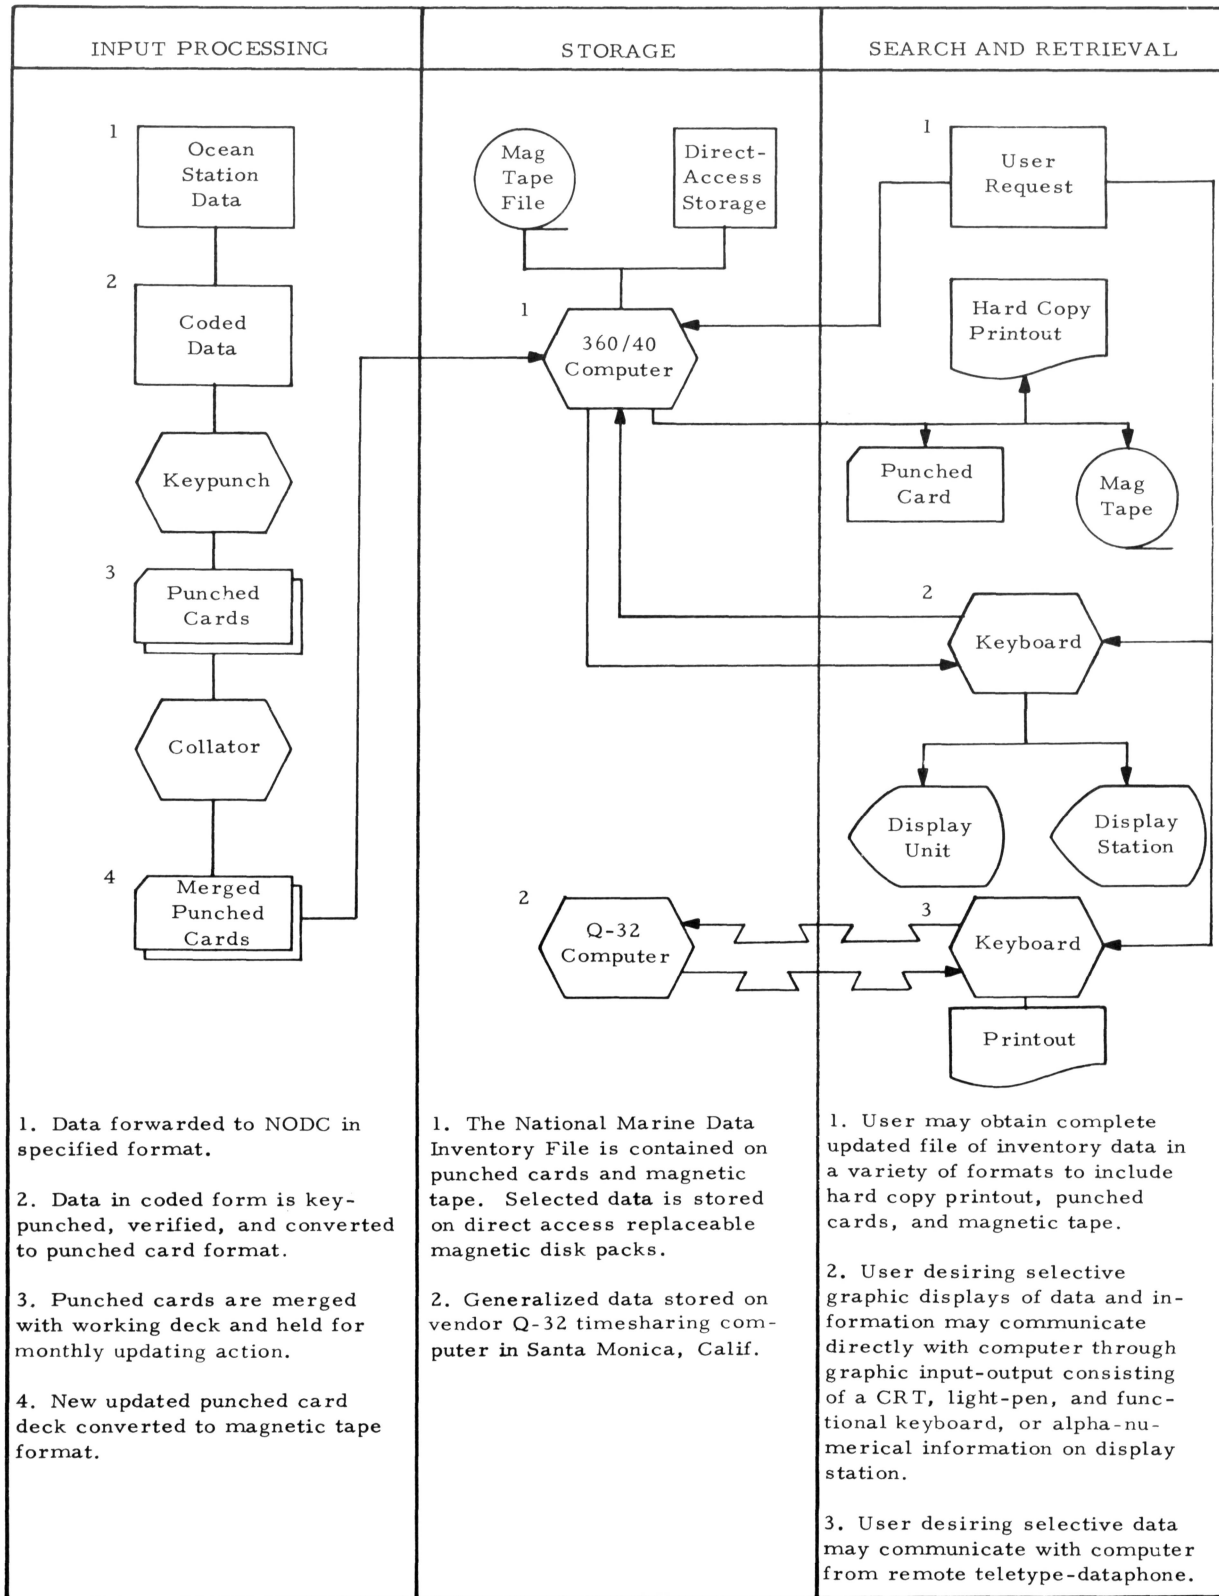 INPUT PROCESSING
1
Ocean
Station
Data
2
Coded
Data
Keypunch
3
Punched
Cards
Collator
4
Merged
Punched
Cards
1. Data forwarded to NODC in
specified format.
2. Data in coded form is key-
punched, verified, and converted
to punched card format.
3. Punched cards are merged
with working deck and held for
monthly updating action.
4. New updated punched card
deck converted to magnetic tape
format.
STORAGE
Mag
Tape
File
Direct-
Access
Storage
1
360/40
Computer
2
Q-32
Computer
1. The National Marine Data
Inventory File is contained on
punched cards and magnetic
tape. Selected data is stored
on direct access replaceable
magnetic disk packs.
2. Generalized data stored on
vendor Q-32 timesharing com-
puter in Santa Monica, Calif.
SEARCH AND RETRIEVAL
1
User
Request
Hard Copy
Printout
Punched
Card
Mag
Tape
2
Keyboard
Display
Unit
Display
Station
3
Keyboard
Printout
1. User may obtain complete
updated file of inventory data in
a variety of formats to include
hard copy printout, punched
cards, and magnetic tape.
2. User desiring selective
graphic displays of data and in-
formation may communicate
directly with computer through
graphic input-output consisting
of a CRT, light-pen, and func-
tional keyboard, or alpha-nu-
merical information on display
station.
3. User desiring selective data
may communicate with computer
from remote teletype-dataphone.